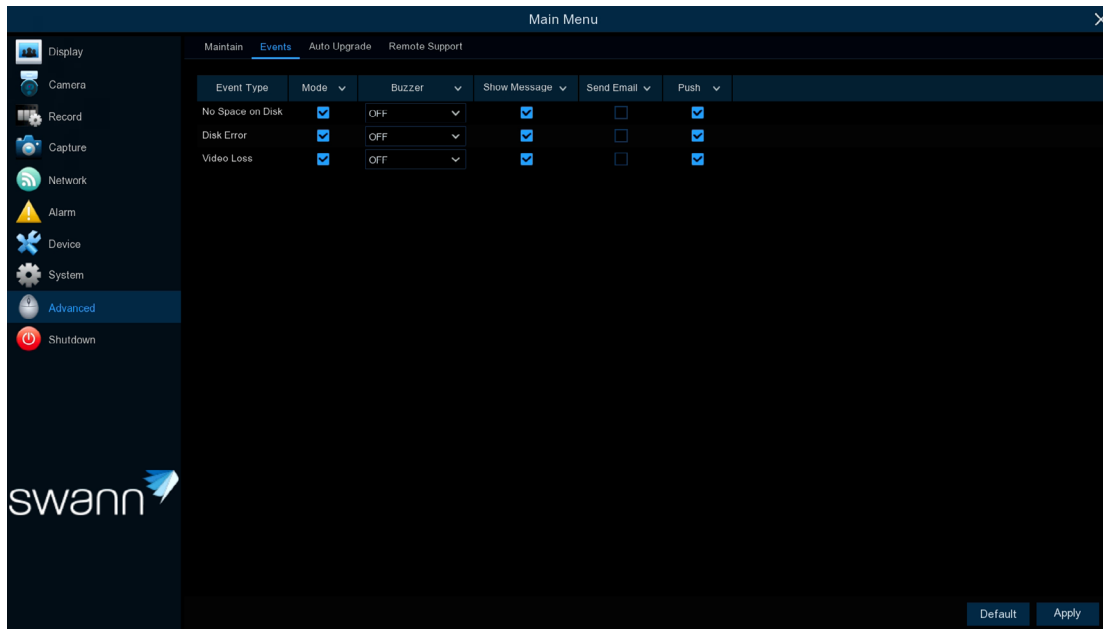 Main Menu
Display
Camera
Record
Capture
Network
Alarm
Device
System
Advanced
Shutdown
swann
Maintain Events Auto Upgrade Remote Support
Event Type Mode Buzzer Show Message Send Email Push
No Space on Disk OFF
Disk Error OFF
Video Loss OFF
Default Apply